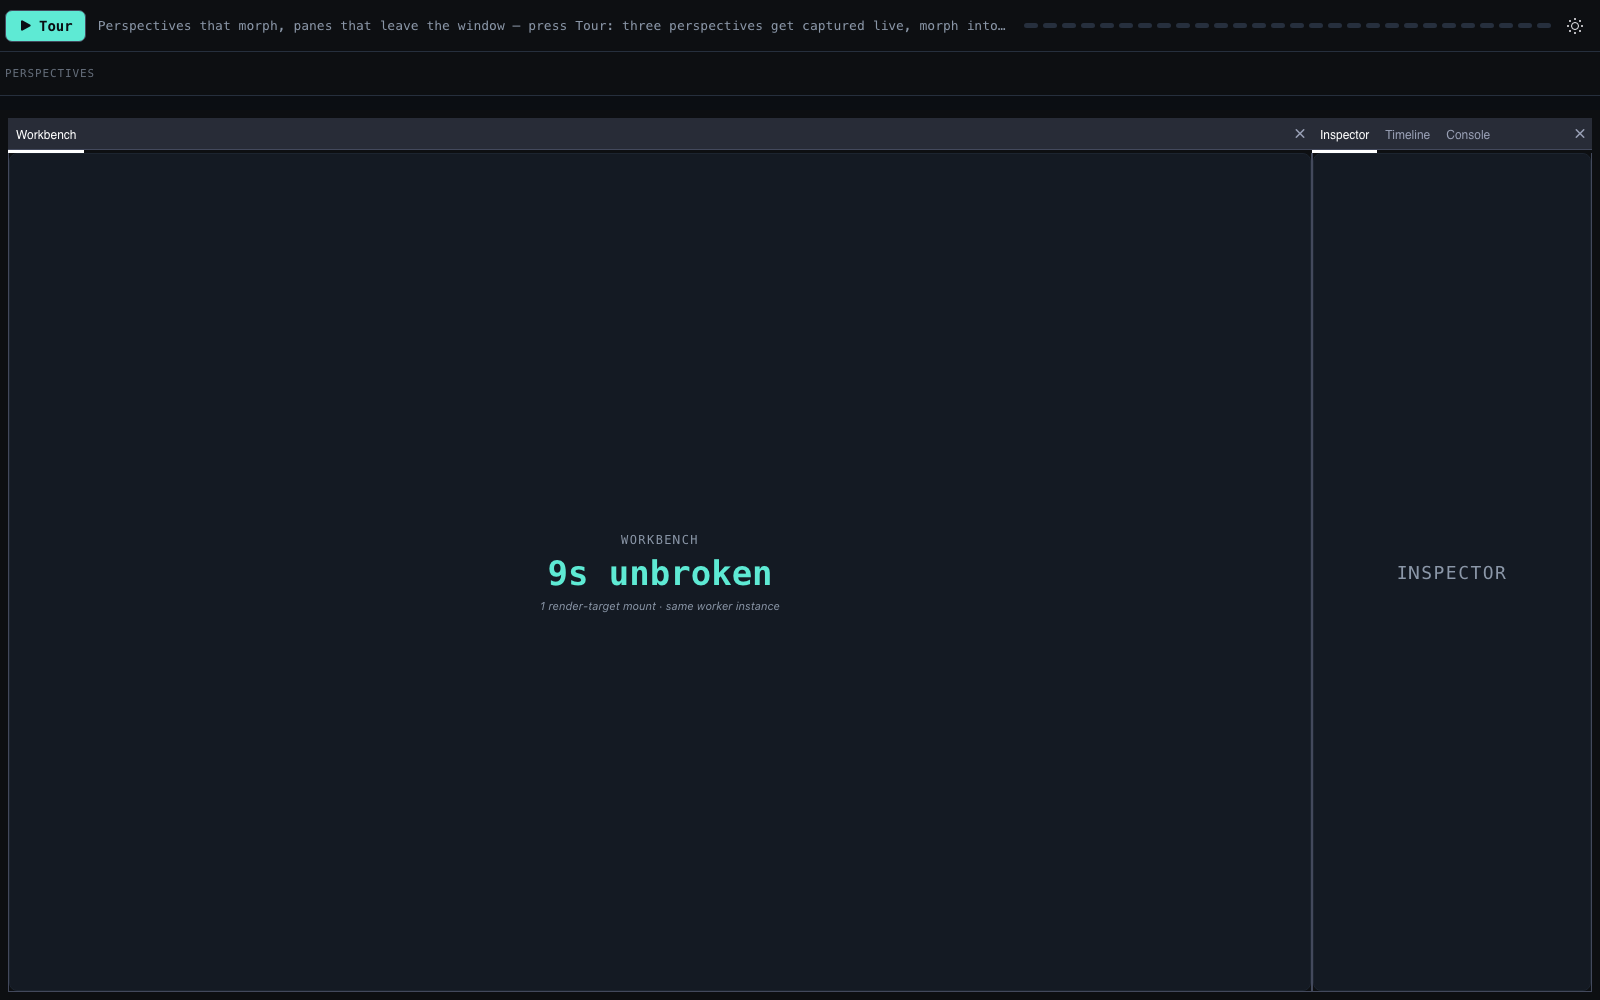 Tour
Perspectives that morph, panes that leave the window — press Tour: three perspectives get captured live, morph into…
PERSPECTIVES
Workbench
Inspector Timeline Console
WORKBENCH
9s unbroken
1 render-target mount · same worker instance
INSPECTOR